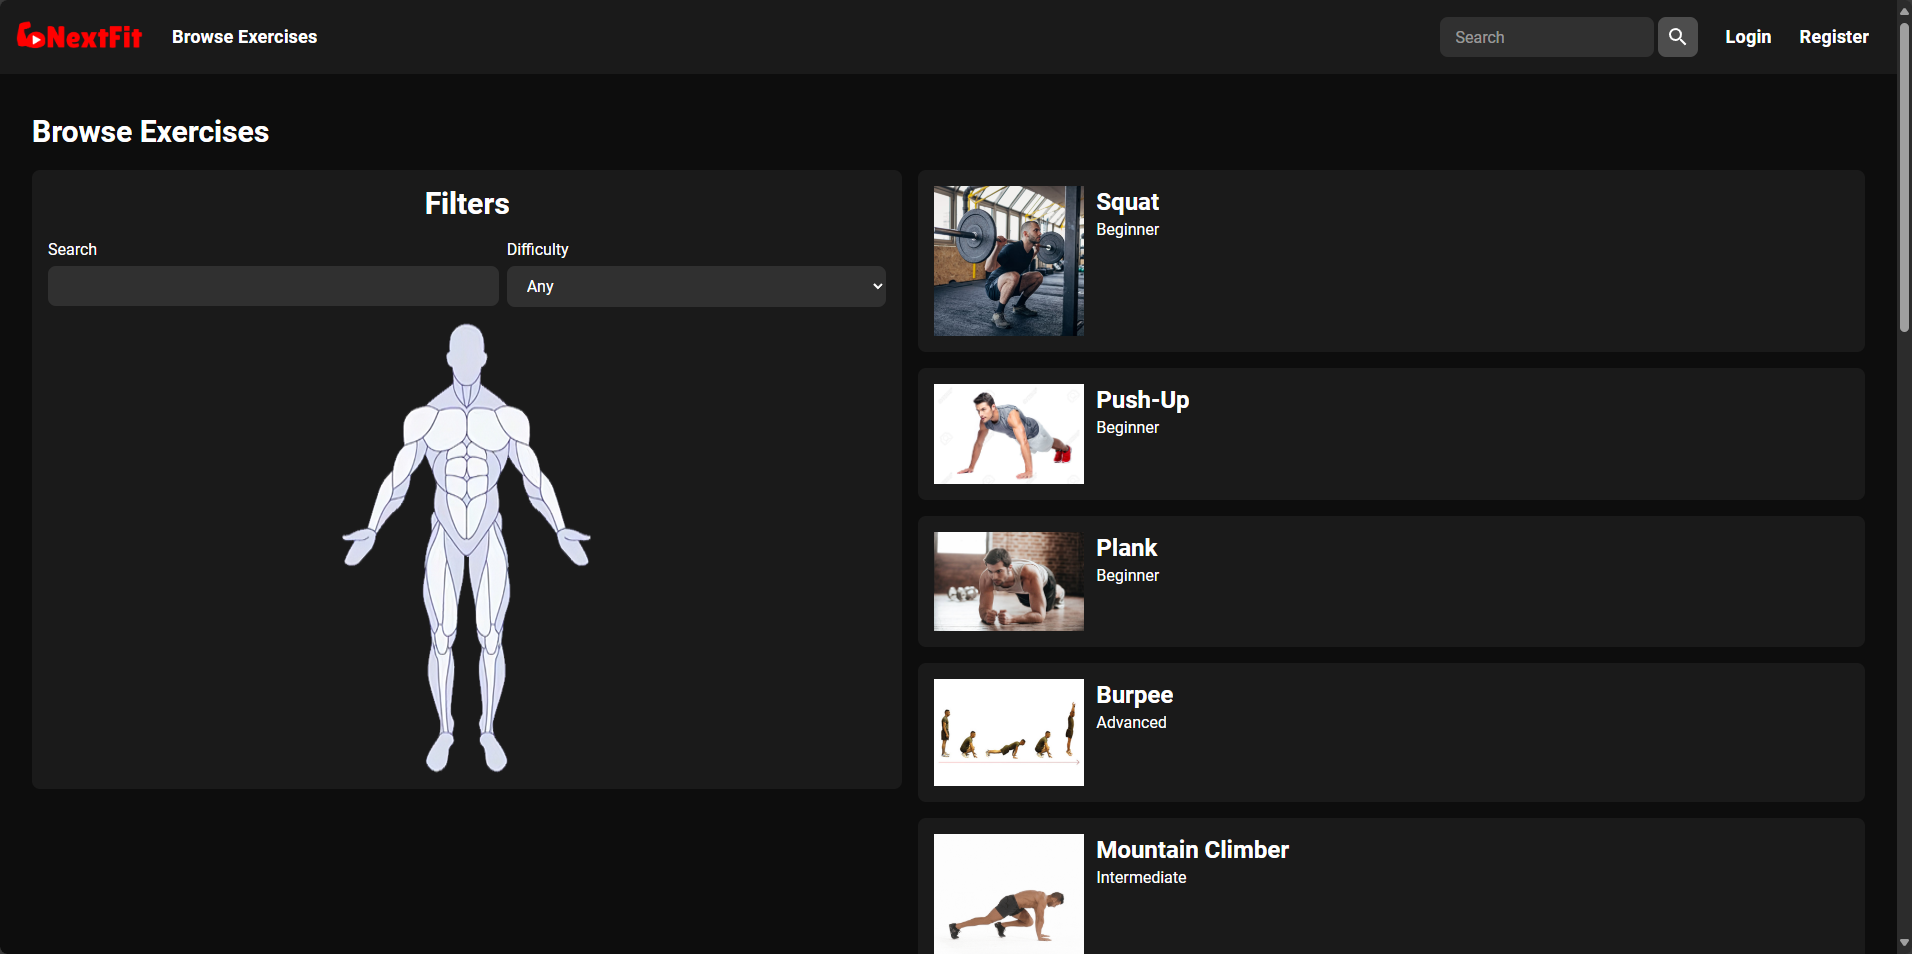 NextFit
Browse Exercises
Search
Login
Register
Browse Exercises
Filters
Search
Difficulty
Any
Squat
Beginner
Push-Up
Beginner
Plank
Beginner
Burpee
Advanced
Mountain Climber
Intermediate